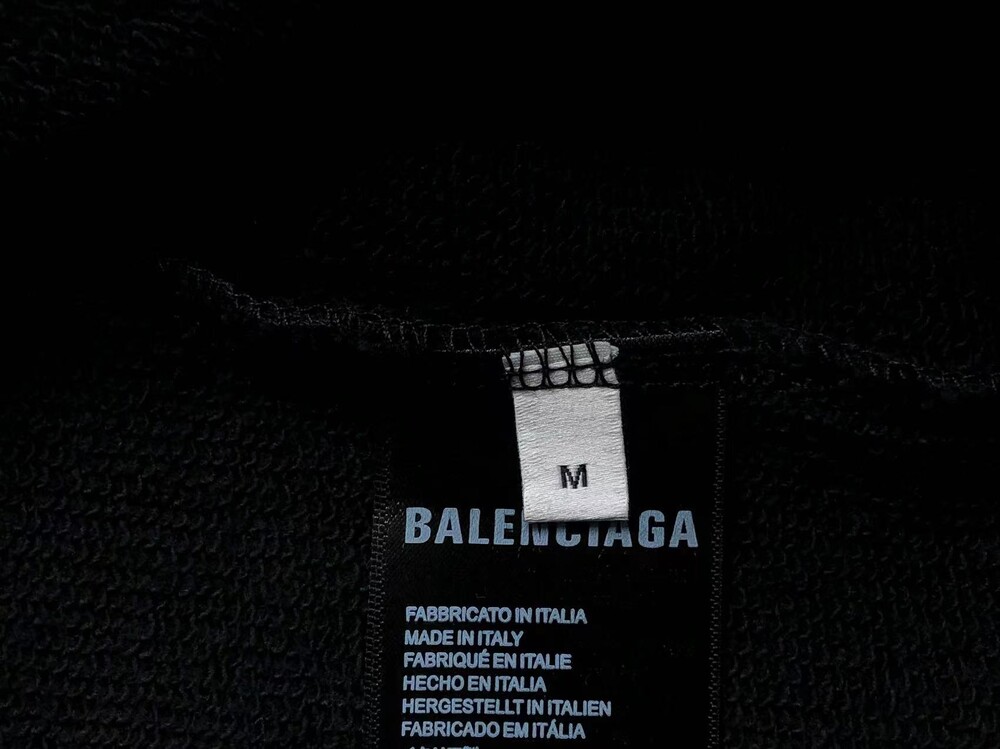 M
BALENCIAGA
FABBRICATO IN ITALIA
MADE IN ITALY
FABRIQUÉ EN ITALIE
HECHO EN ITALIA
HERGESTELLT IN ITALIEN
FABRICADO EM ITÁLIA